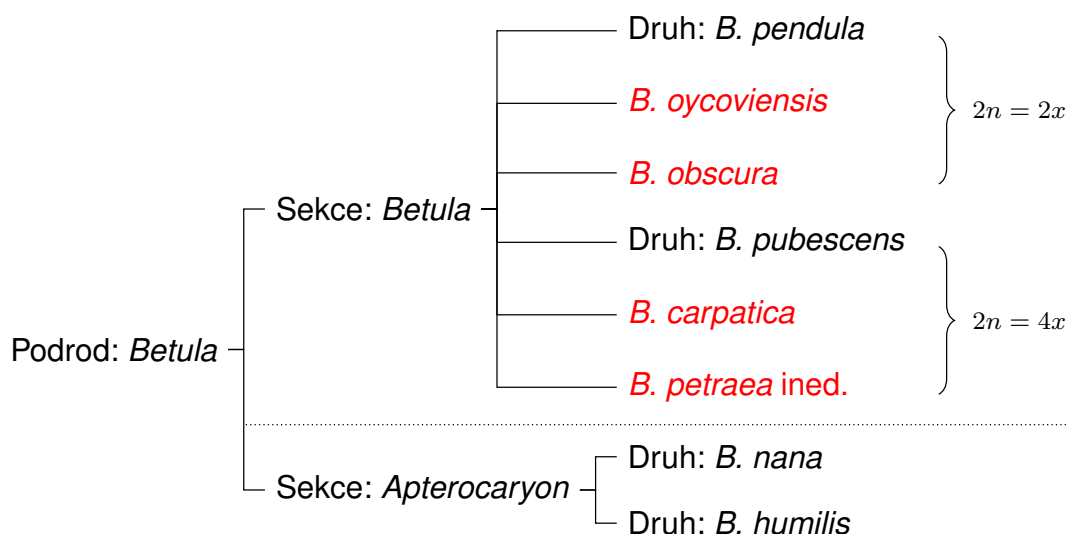 Druh: B. pendula
B. oycoviensis
2n = 2x
B. obscura
Sekce: Betula
Druh: B. pubescens
B. carpatica
2n = 4x
Podrod: Betula
B. petraea ined.
Druh: B. nana
Sekce: Apterocaryon
Druh: B. humilis